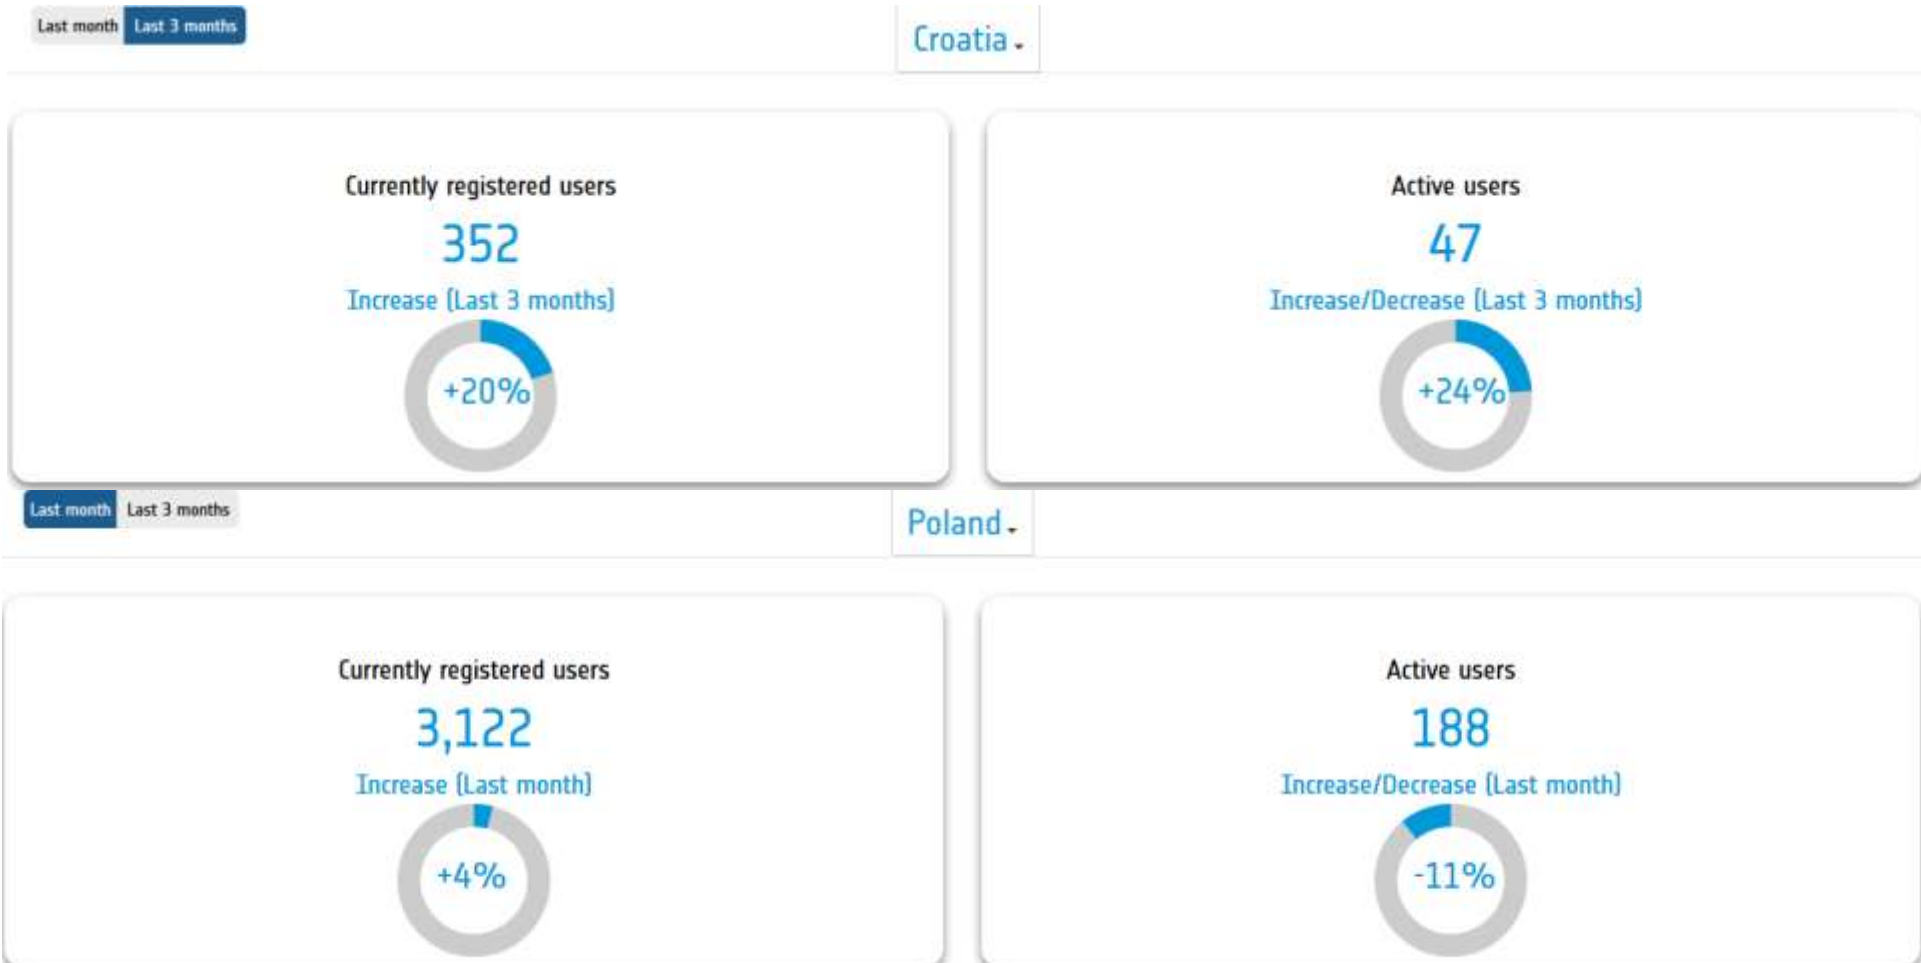 Last month Last 3 months
Croatia
Currently registered users
352
Increase (Last 3 months)
+20%
Active users
47
Increase/Decrease (Last 3 months)
+24%
Last month Last 3 months
Poland
Currently registered users
3,122
Increase (Last month)
+4%
Active users
188
Increase/Decrease (Last month)
-11%